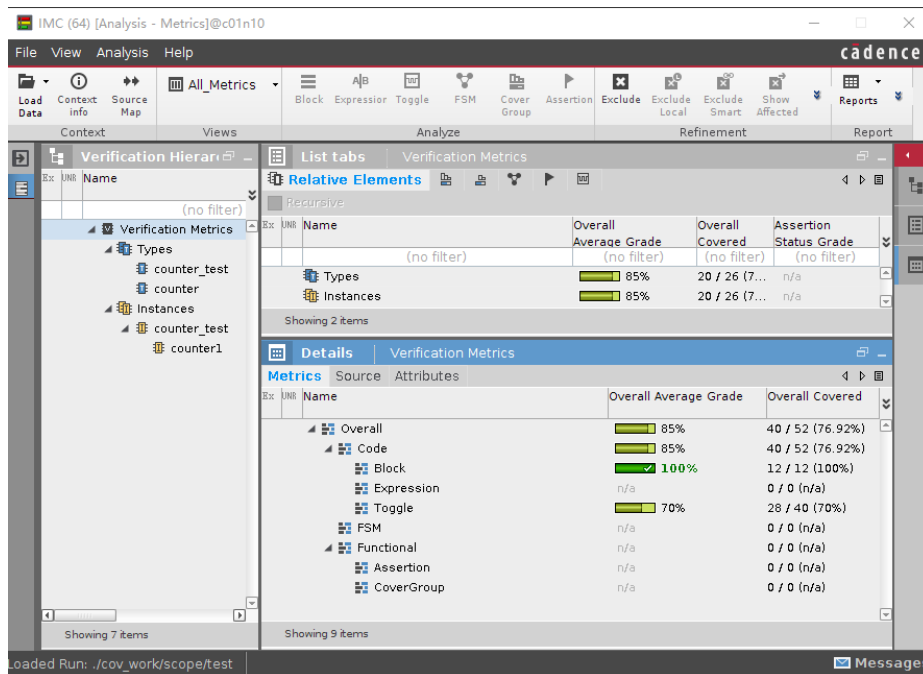 IMC (64) [Analysis - Metrics]@c01n10
File View Analysis Help
cādence
Load Data
Context info
Source Map
All_Metrics
Block
Expression
Toggle
FSM
Cover Group
Assertion
Exclude
Exclude Local
Exclude Smart
Show Affected
Reports
Context Views Analyze Refinement Report
Verification Hierar
Ex UNR Name
(no filter)
Verification Metrics
Types
counter_test
counter
Instances
counter_test
counter1
Showing 7 items
List tabs Verification Metrics
Relative Elements
Recursive
Ex UNR Name Overall Average Grade Overall Covered Assertion Status Grade
(no filter) (no filter) (no filter) (no filter)
Types 85% 20 / 26 (7... n/a
Instances 85% 20 / 26 (7... n/a
Showing 2 items
Details Verification Metrics
Metrics Source Attributes
Ex UNR Name Overall Average Grade Overall Covered
Overall 85% 40 / 52 (76.92%)
Code 85% 40 / 52 (76.92%)
Block 100% 12 / 12 (100%)
Expression n/a 0 / 0 (n/a)
Toggle 70% 28 / 40 (70%)
FSM n/a 0 / 0 (n/a)
Functional n/a 0 / 0 (n/a)
Assertion n/a 0 / 0 (n/a)
CoverGroup n/a 0 / 0 (n/a)
Showing 9 items
Loaded Run: ./cov_work/scope/test
Message